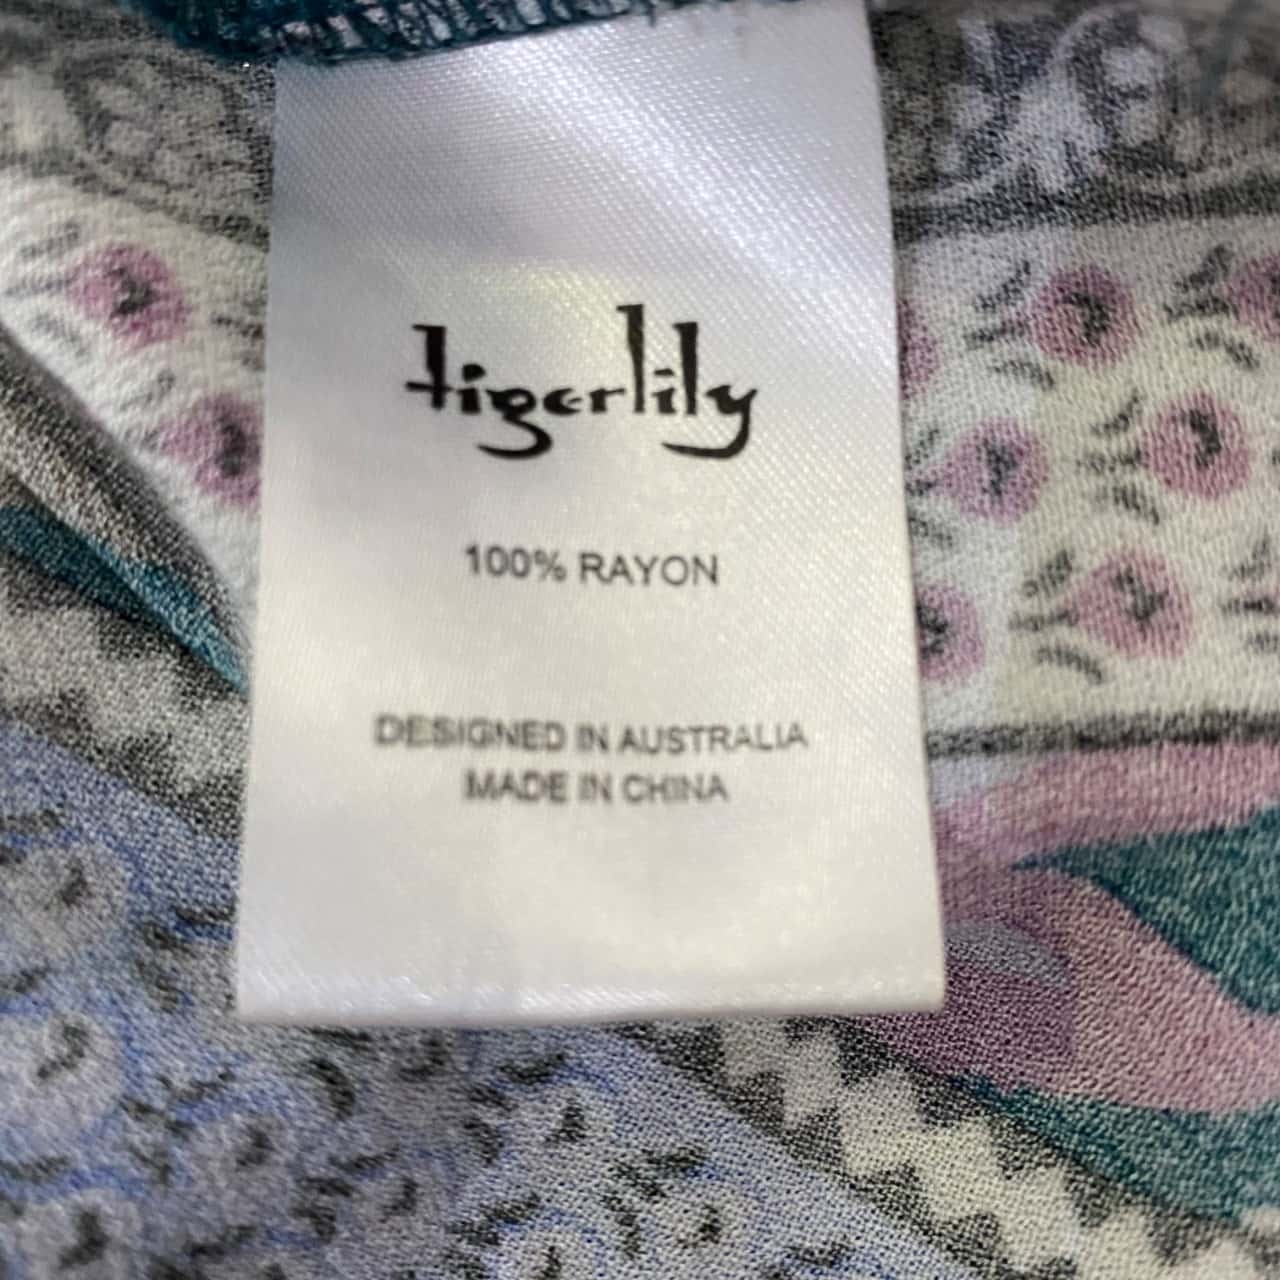 tigerlily
100% RAYON
DESIGNED IN AUSTRALIA
MADE IN CHINA